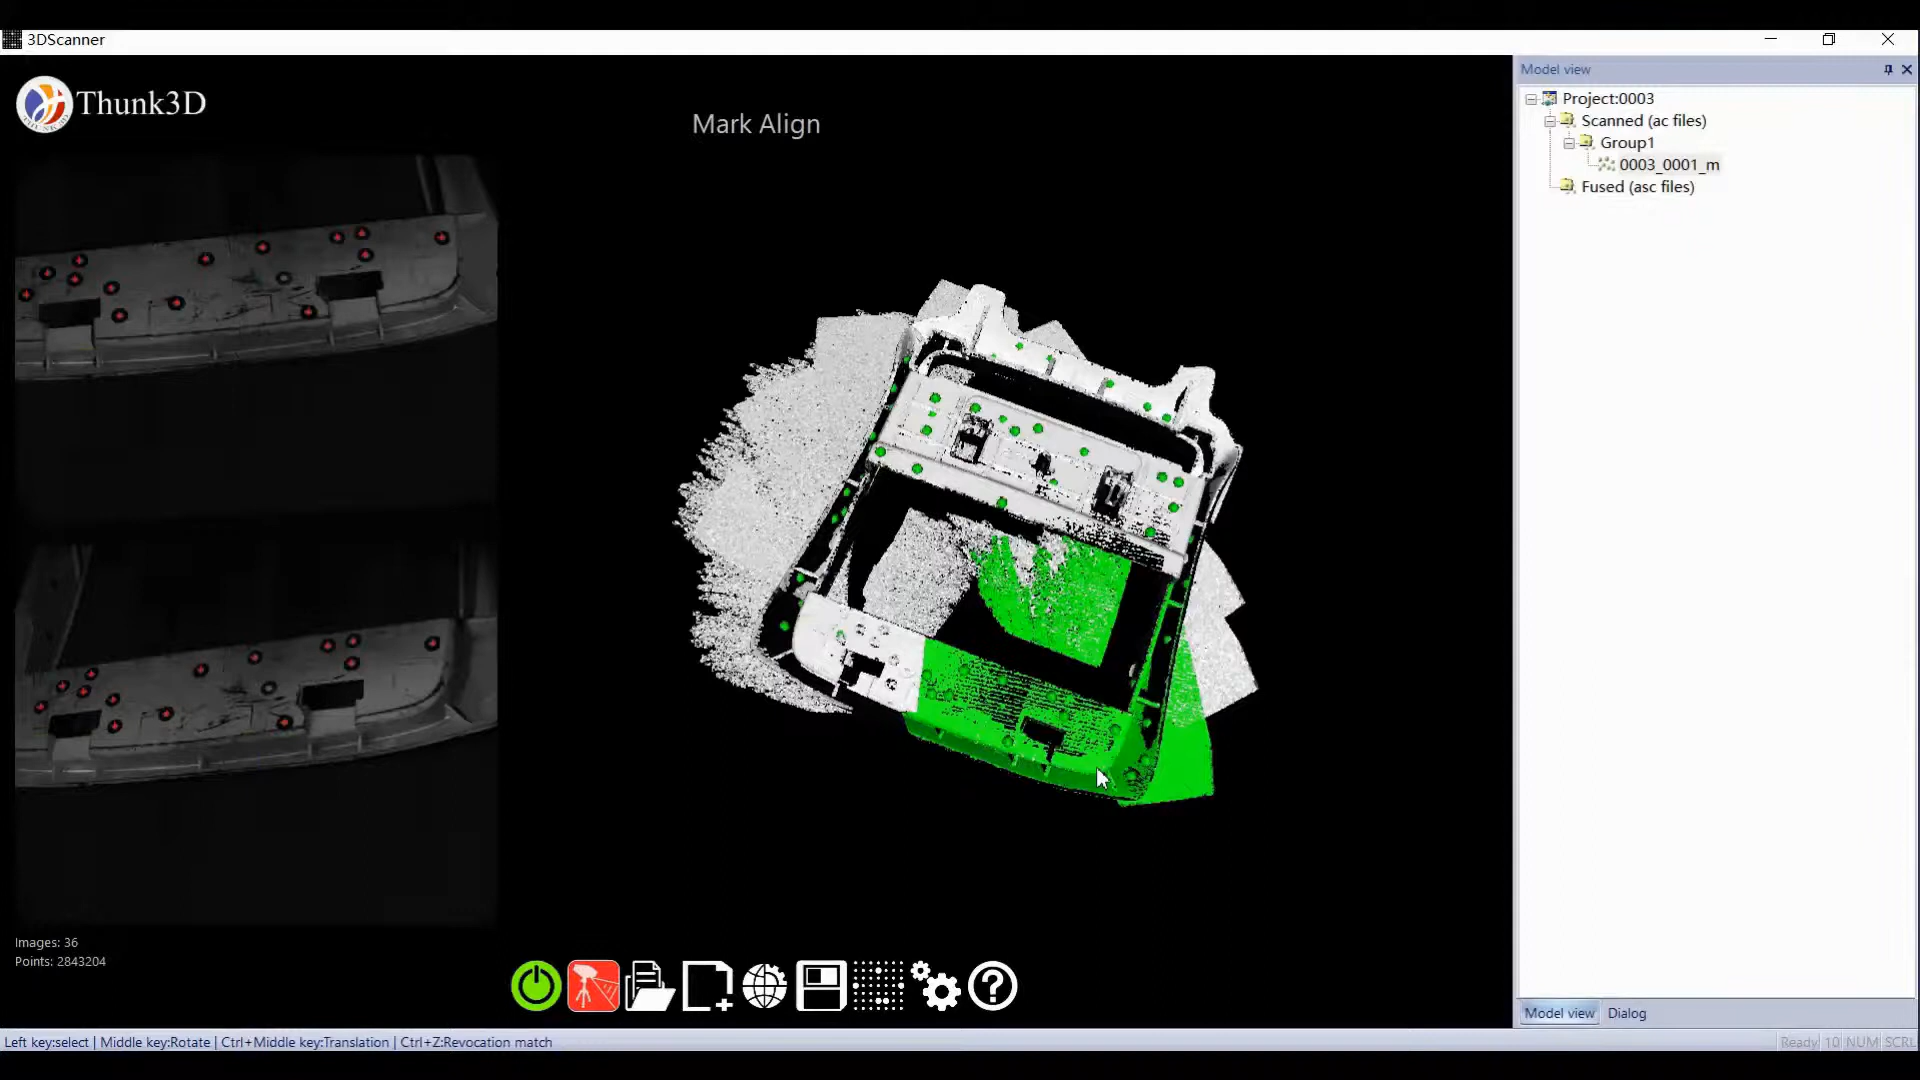 3DScanner
Thunk3D
Mark Align
Model view
Project:0003
Scanned (ac files)
Group1
0003_0001_m
Fused (asc files)
Images: 36
Points: 2843204
Model view
Dialog
Left key:select | Middle key:Rotate | Ctrl+Middle key:Translation | Ctrl+Z:Revocation match
Ready 10 NUM SCRL